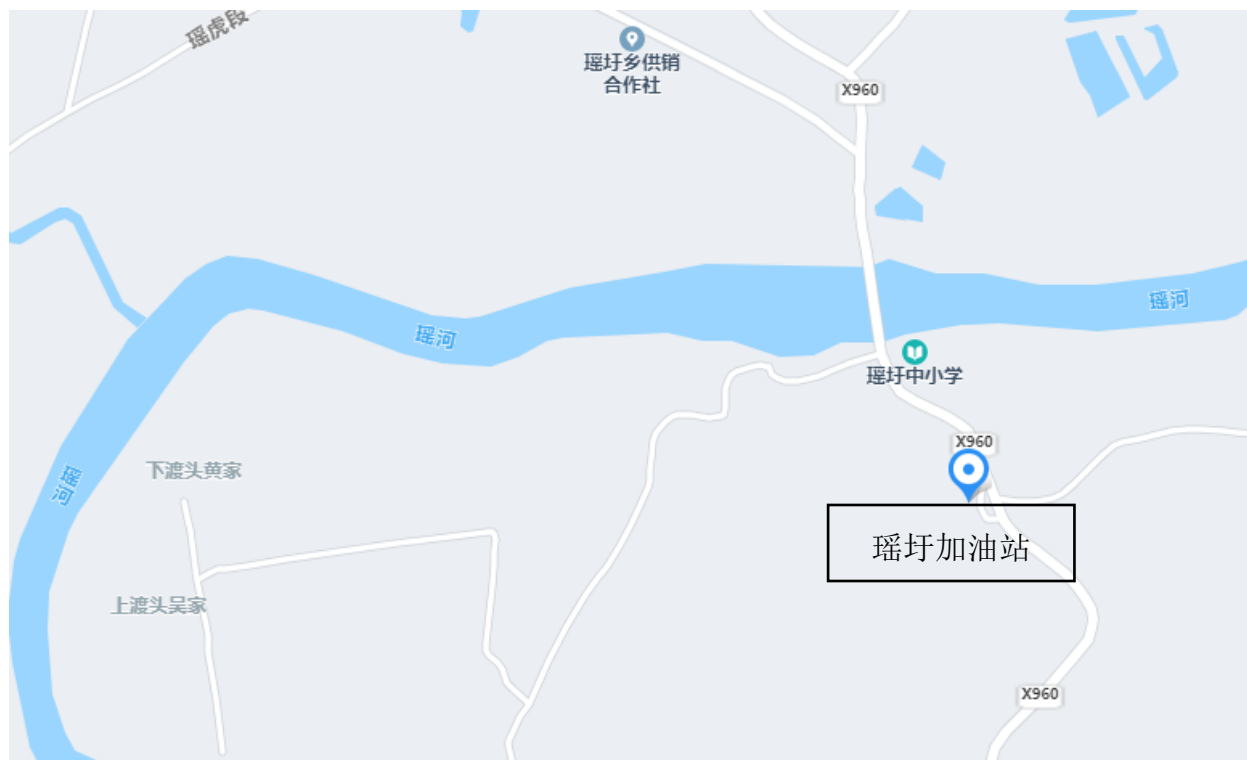 瑶虎段
瑶圩乡供销
合作社
X960
瑶河
瑶河
瑶圩中小学
X960
下渡头黄家
瑶河
瑶圩加油站
上渡头吴家
X960